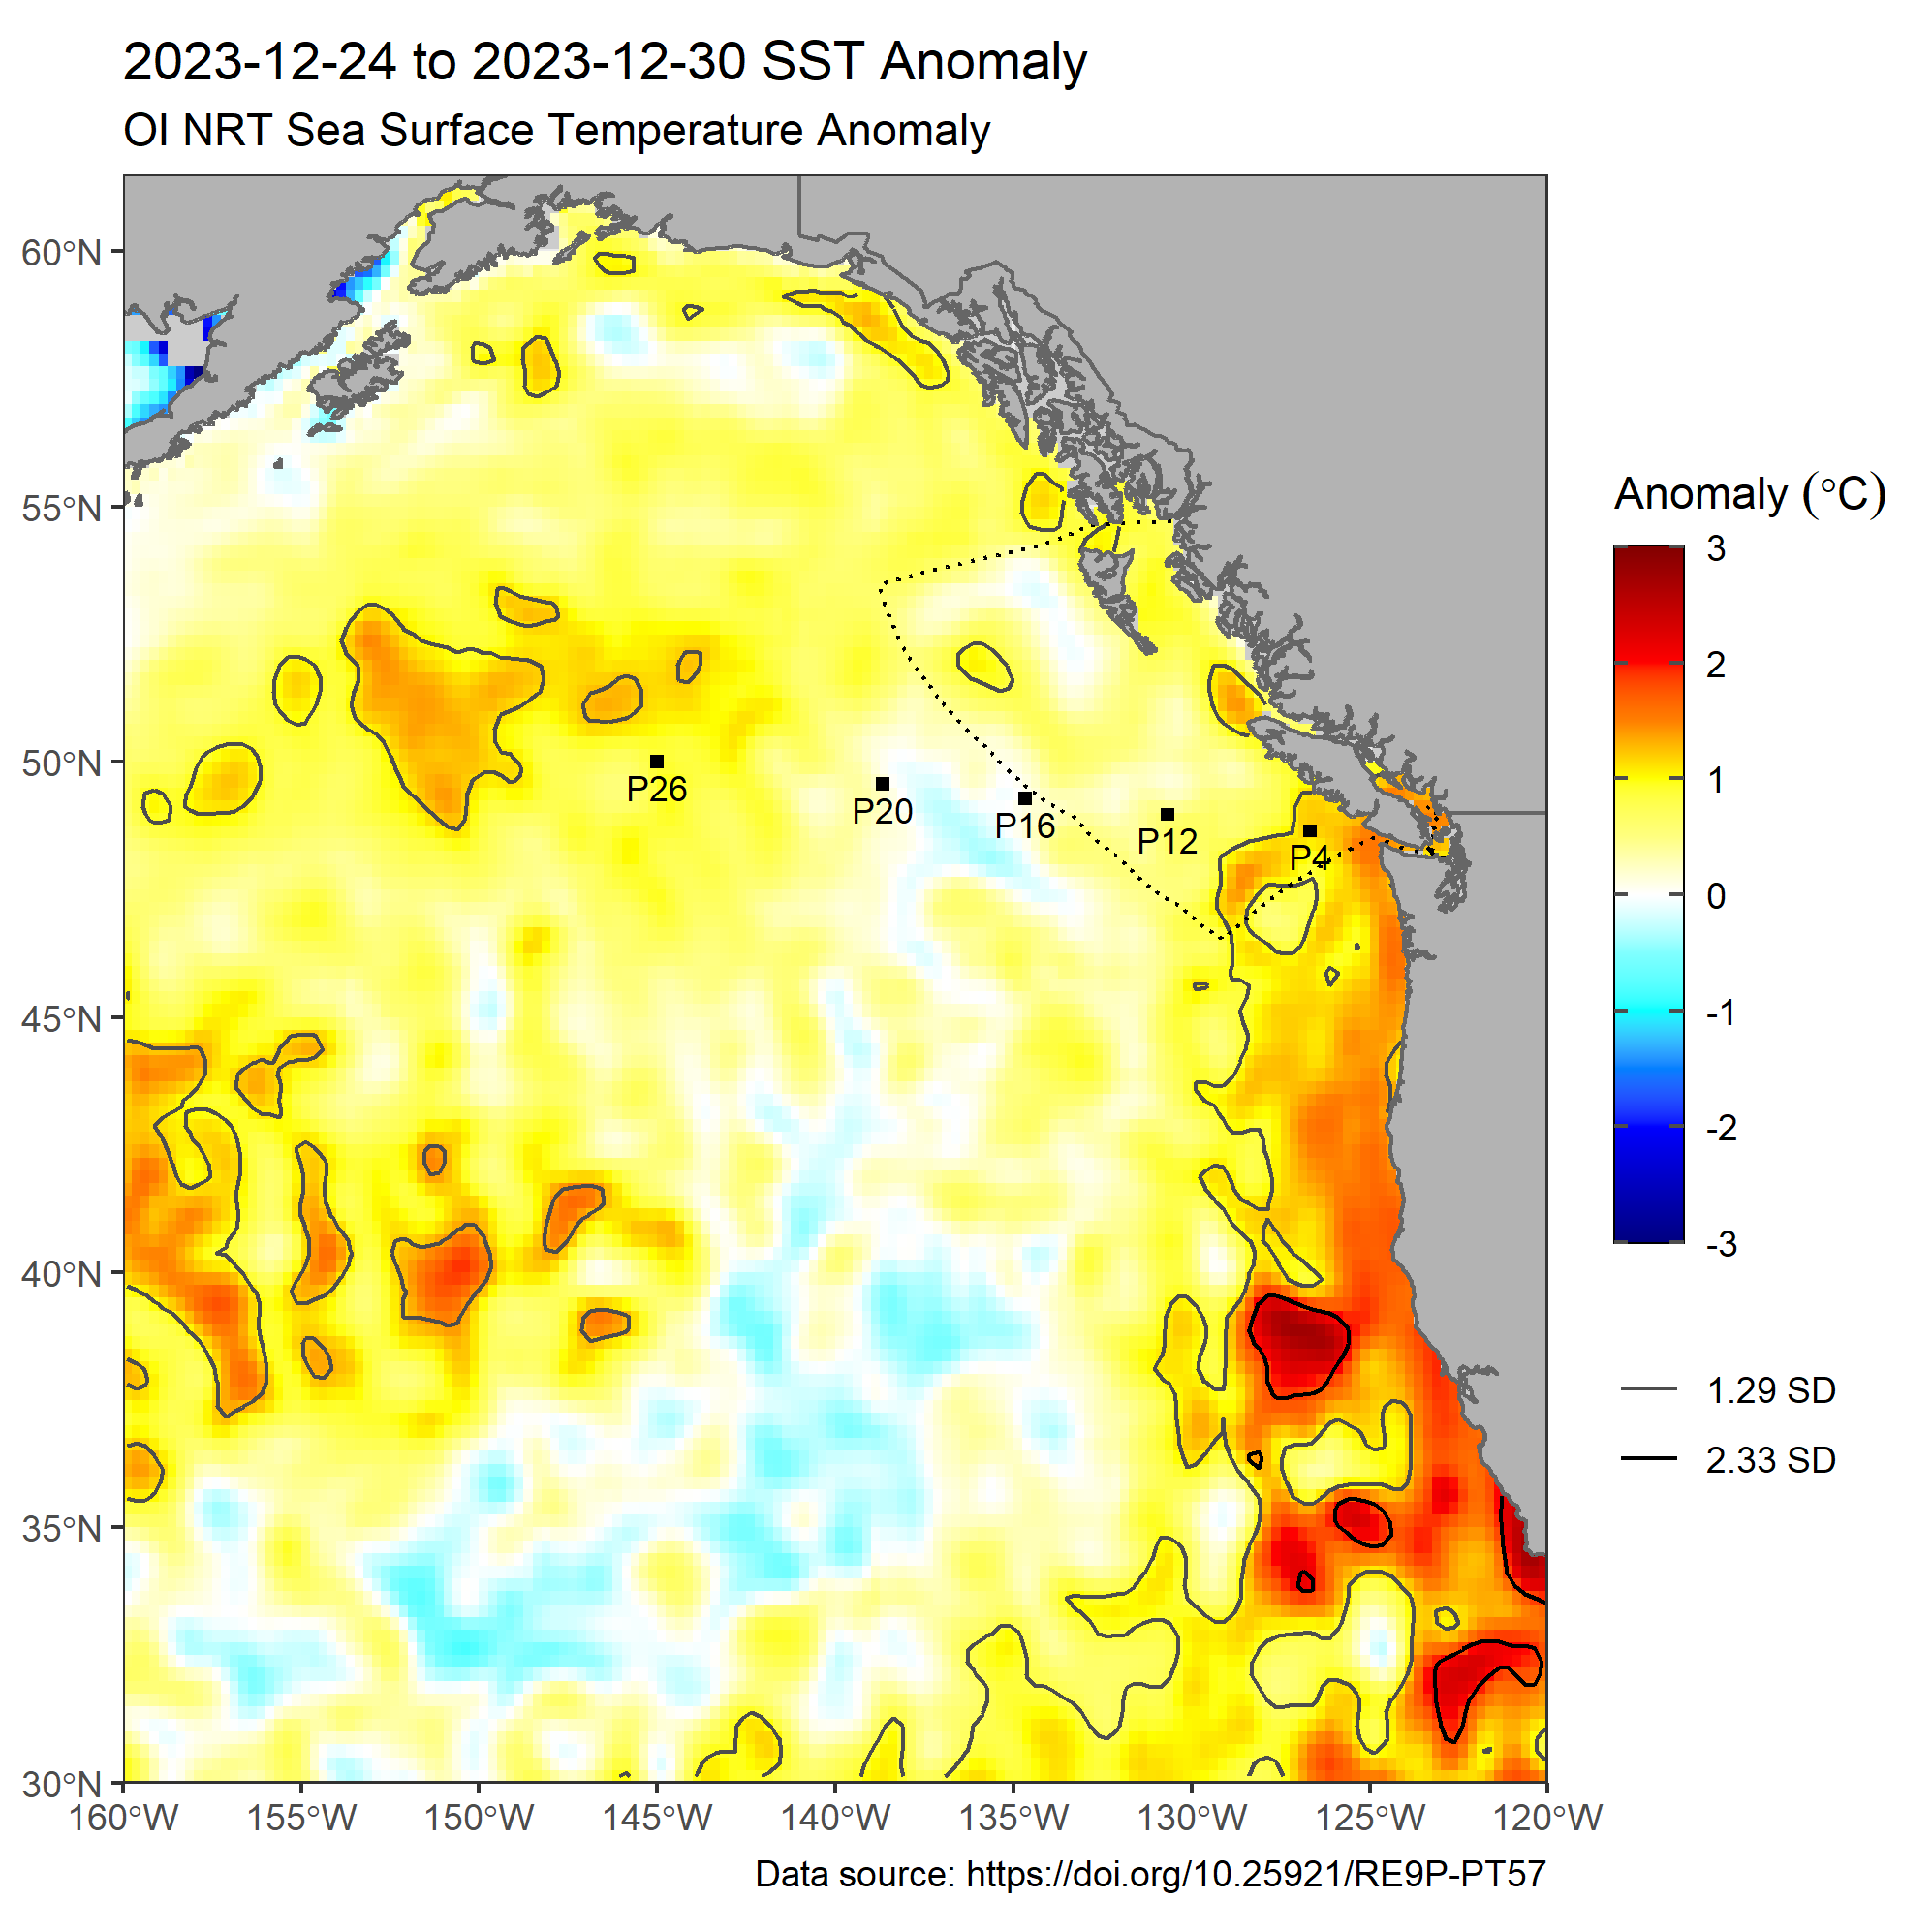 2023-12-24 to 2023-12-30 SST Anomaly
OI NRT Sea Surface Temperature Anomaly
60°N
55°N
50°N
45°N
40°N
35°N
30°N
160°W 155°W 150°W 145°W 140°W 135°W 130°W 125°W 120°W
P26
P20
P16
P12
P4
Anomaly (°C)
3
2
1
0
-1
-2
-3
1.29 SD
2.33 SD
Data source: https://doi.org/10.25921/RE9P-PT57